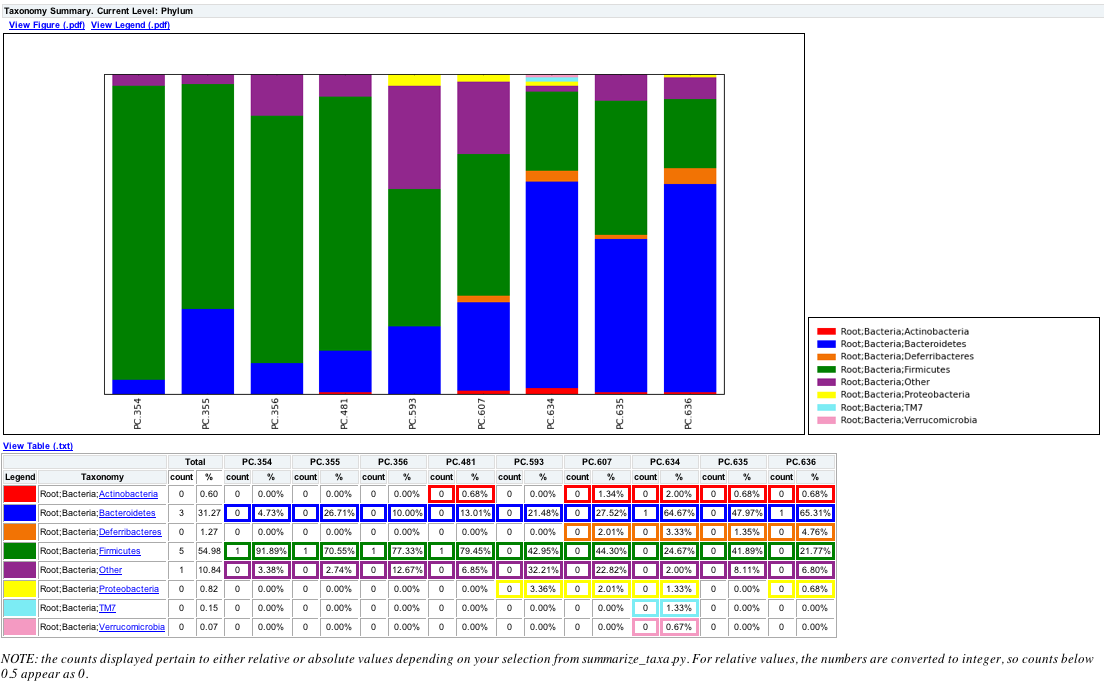 Taxonomy Summary. Current Level: Phylum
View Figure (.pdf) View Legend (.pdf)
PC.354 PC.355 PC.356 PC.481 PC.593 PC.607 PC.634 PC.635 PC.636
Root;Bacteria;Actinobacteria
Root;Bacteria;Bacteroidetes
Root;Bacteria;Deferribacteres
Root;Bacteria;Firmicutes
Root;Bacteria;Other
Root;Bacteria;Proteobacteria
Root;Bacteria;TM7
Root;Bacteria;Verrucomicrobia
View Table (.txt)
Total PC.354 PC.355 PC.356 PC.481 PC.593 PC.607 PC.634 PC.635 PC.636
Legend Taxonomy count % count % count % count % count % count % count % count % count % count %
Root;Bacteria;Actinobacteria 0 0.60 0 0.00% 0 0.00% 0 0.00% 0 0.68% 0 0.00% 0 1.34% 0 2.00% 0 0.68% 0 0.68%
Root;Bacteria;Bacteroidetes 3 31.27 0 4.73% 0 26.71% 0 10.00% 0 13.01% 0 21.48% 0 27.52% 1 64.67% 0 47.97% 1 65.31%
Root;Bacteria;Deferribacteres 0 1.27 0 0.00% 0 0.00% 0 0.00% 0 0.00% 0 0.00% 0 2.01% 0 3.33% 0 1.35% 0 4.76%
Root;Bacteria;Firmicutes 5 54.98 1 91.89% 1 70.55% 1 77.33% 1 79.45% 0 42.95% 0 44.30% 0 24.67% 0 41.89% 0 21.77%
Root;Bacteria;Other 1 10.84 0 3.38% 0 2.74% 0 12.67% 0 6.85% 0 32.21% 0 22.82% 0 2.00% 0 8.11% 0 6.80%
Root;Bacteria;Proteobacteria 0 0.82 0 0.00% 0 0.00% 0 0.00% 0 0.00% 0 3.36% 0 2.01% 0 1.33% 0 0.00% 0 0.68%
Root;Bacteria;TM7 0 0.15 0 0.00% 0 0.00% 0 0.00% 0 0.00% 0 0.00% 0 0.00% 0 1.33% 0 0.00% 0 0.00%
Root;Bacteria;Verrucomicrobia 0 0.07 0 0.00% 0 0.00% 0 0.00% 0 0.00% 0 0.00% 0 0.00% 0 0.67% 0 0.00% 0 0.00%
NOTE: the counts displayed pertain to either relative or absolute values depending on your selection from summarize_taxa.py. For relative values, the numbers are converted to integer, so counts below
0.5 appear as 0.